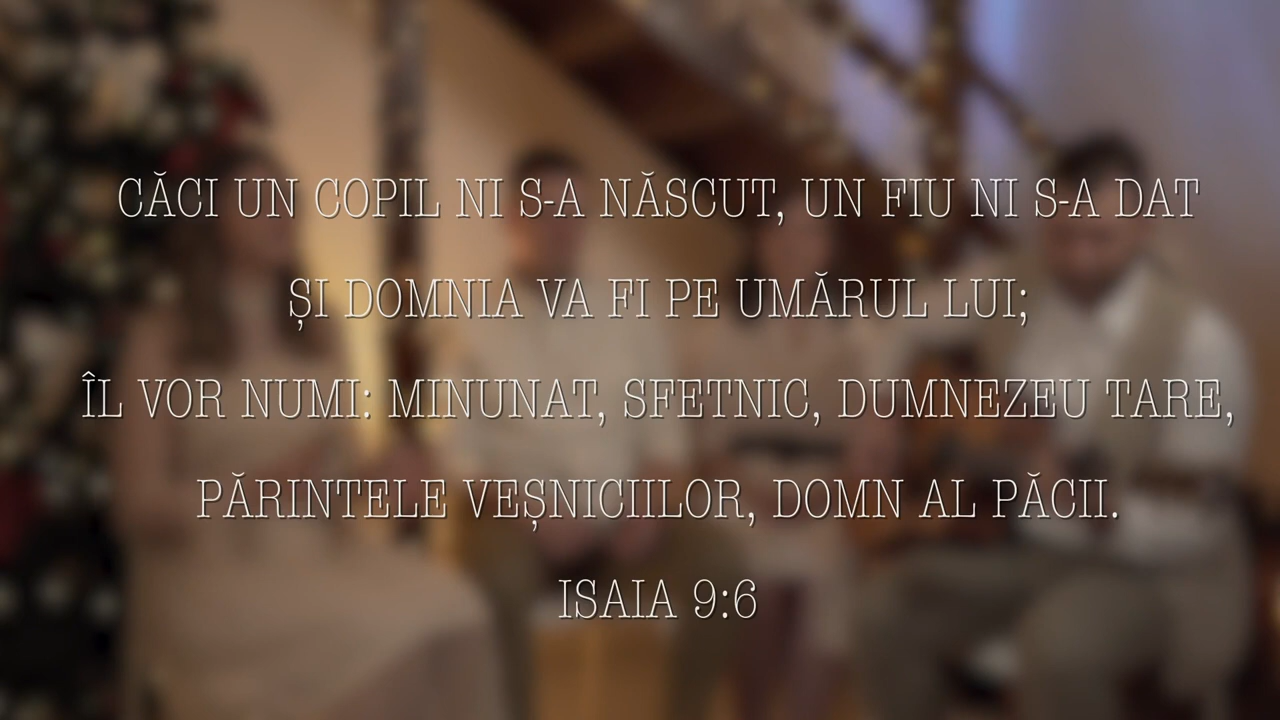 CĂCI UN COPIL NI S-A NĂSCUT, UN FIU NI S-A DAT
ȘI DOMNIA VA FI PE UMĂRUL LUI;
ÎL VOR NUMI: MINUNAT, SFETNIC, DUMNEZEU TARE,
PĂRINTELE VEȘNICIILOR, DOMN AL PĂCII.
ISAIA 9:6